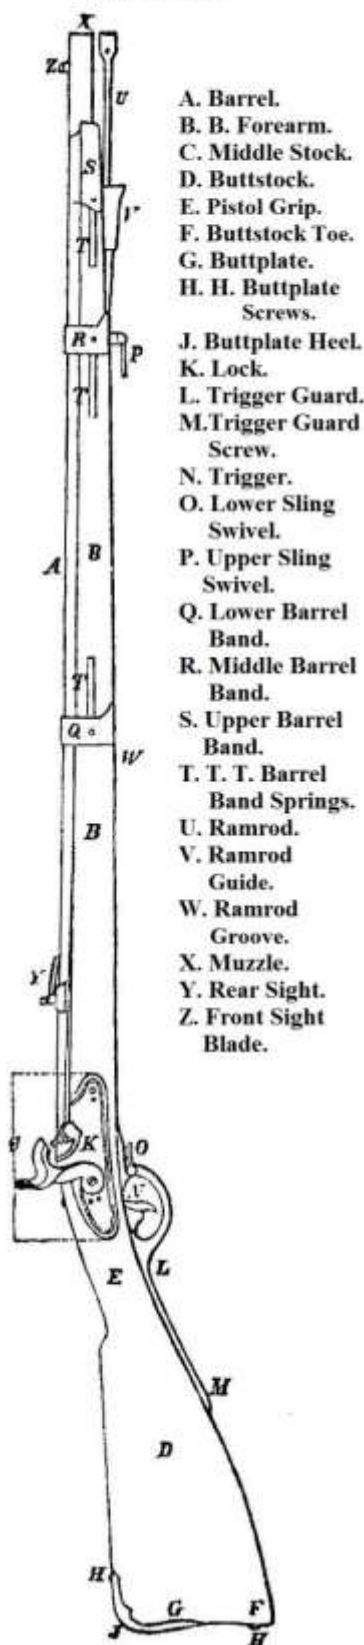 X
Z
U
S
V
T
R
P
T
A
B
T
Q
W
B
Y
C
K
O
N
E
L
M
D
H
G
F
J
H
A. Barrel.
B. B. Forearm.
C. Middle Stock.
D. Buttstock.
E. Pistol Grip.
F. Buttstock Toe.
G. Buttplate.
H. H. Buttplate
Screws.
J. Buttplate Heel.
K. Lock.
L. Trigger Guard.
M.Trigger Guard
Screw.
N. Trigger.
O. Lower Sling
Swivel.
P. Upper Sling
Swivel.
Q. Lower Barrel
Band.
R. Middle Barrel
Band.
S. Upper Barrel
Band.
T. T. T. Barrel
Band Springs.
U. Ramrod.
V. Ramrod
Guide.
W. Ramrod
Groove.
X. Muzzle.
Y. Rear Sight.
Z. Front Sight
Blade.